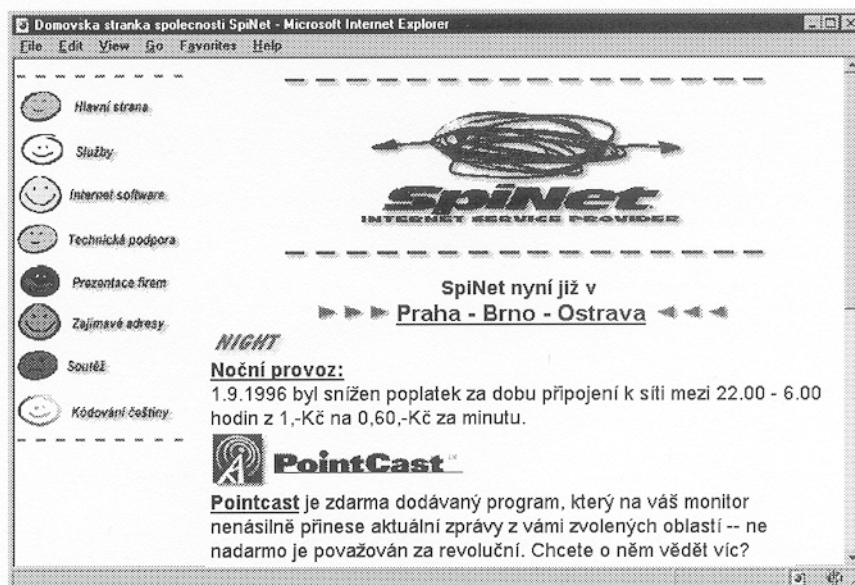 Domovska stranka spolecnosti SpiNet - Microsoft Internet Explorer
File Edit View Go Favorites Help
Hlavní strana
Služby
Internet software
Technická podpora
Prezentace firem
Zajímavé adresy
Soutěž
Kódování češtiny
SpiNet
INTERNET SERVICE PROVIDER
SpiNet nyní již v
Praha - Brno - Ostrava
NIGHT
Noční provoz:
1.9.1996 byl snížen poplatek za dobu připojení k síti mezi 22.00 - 6.00
hodin z 1,-Kč na 0,60,-Kč za minutu.
PointCast
Pointcast je zdarma dodávaný program, který na váš monitor
nenásilně přinese aktuální zprávy z vámi zvolených oblastí -- ne
nadarmo je považován za revoluční. Chcete o něm vědět víc?